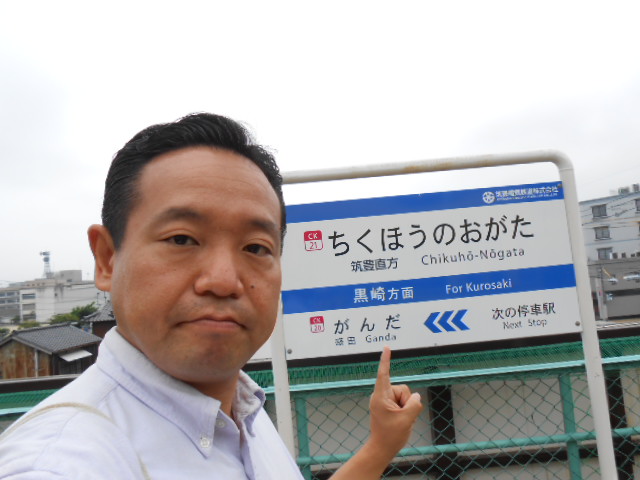 筑豊電気鉄道株式会社
CK
21
ちくほうのおがた
筑豊直方 Chikuhō-Nōgata
黒崎方面 For Kurosaki
CK
20
がんだ
感田 Ganda
次の停車駅
Next Stop